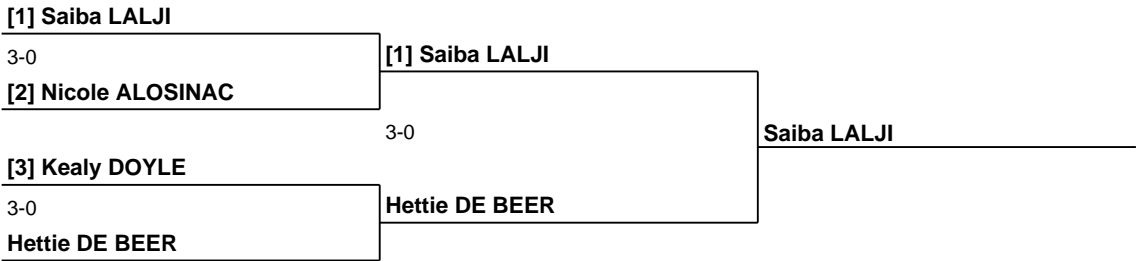 [1] Saiba LALJI
3-0
[2] Nicole ALOSINAC
[1] Saiba LALJI
3-0
[3] Kealy DOYLE
3-0
Hettie DE BEER
Hettie DE BEER
Saiba LALJI